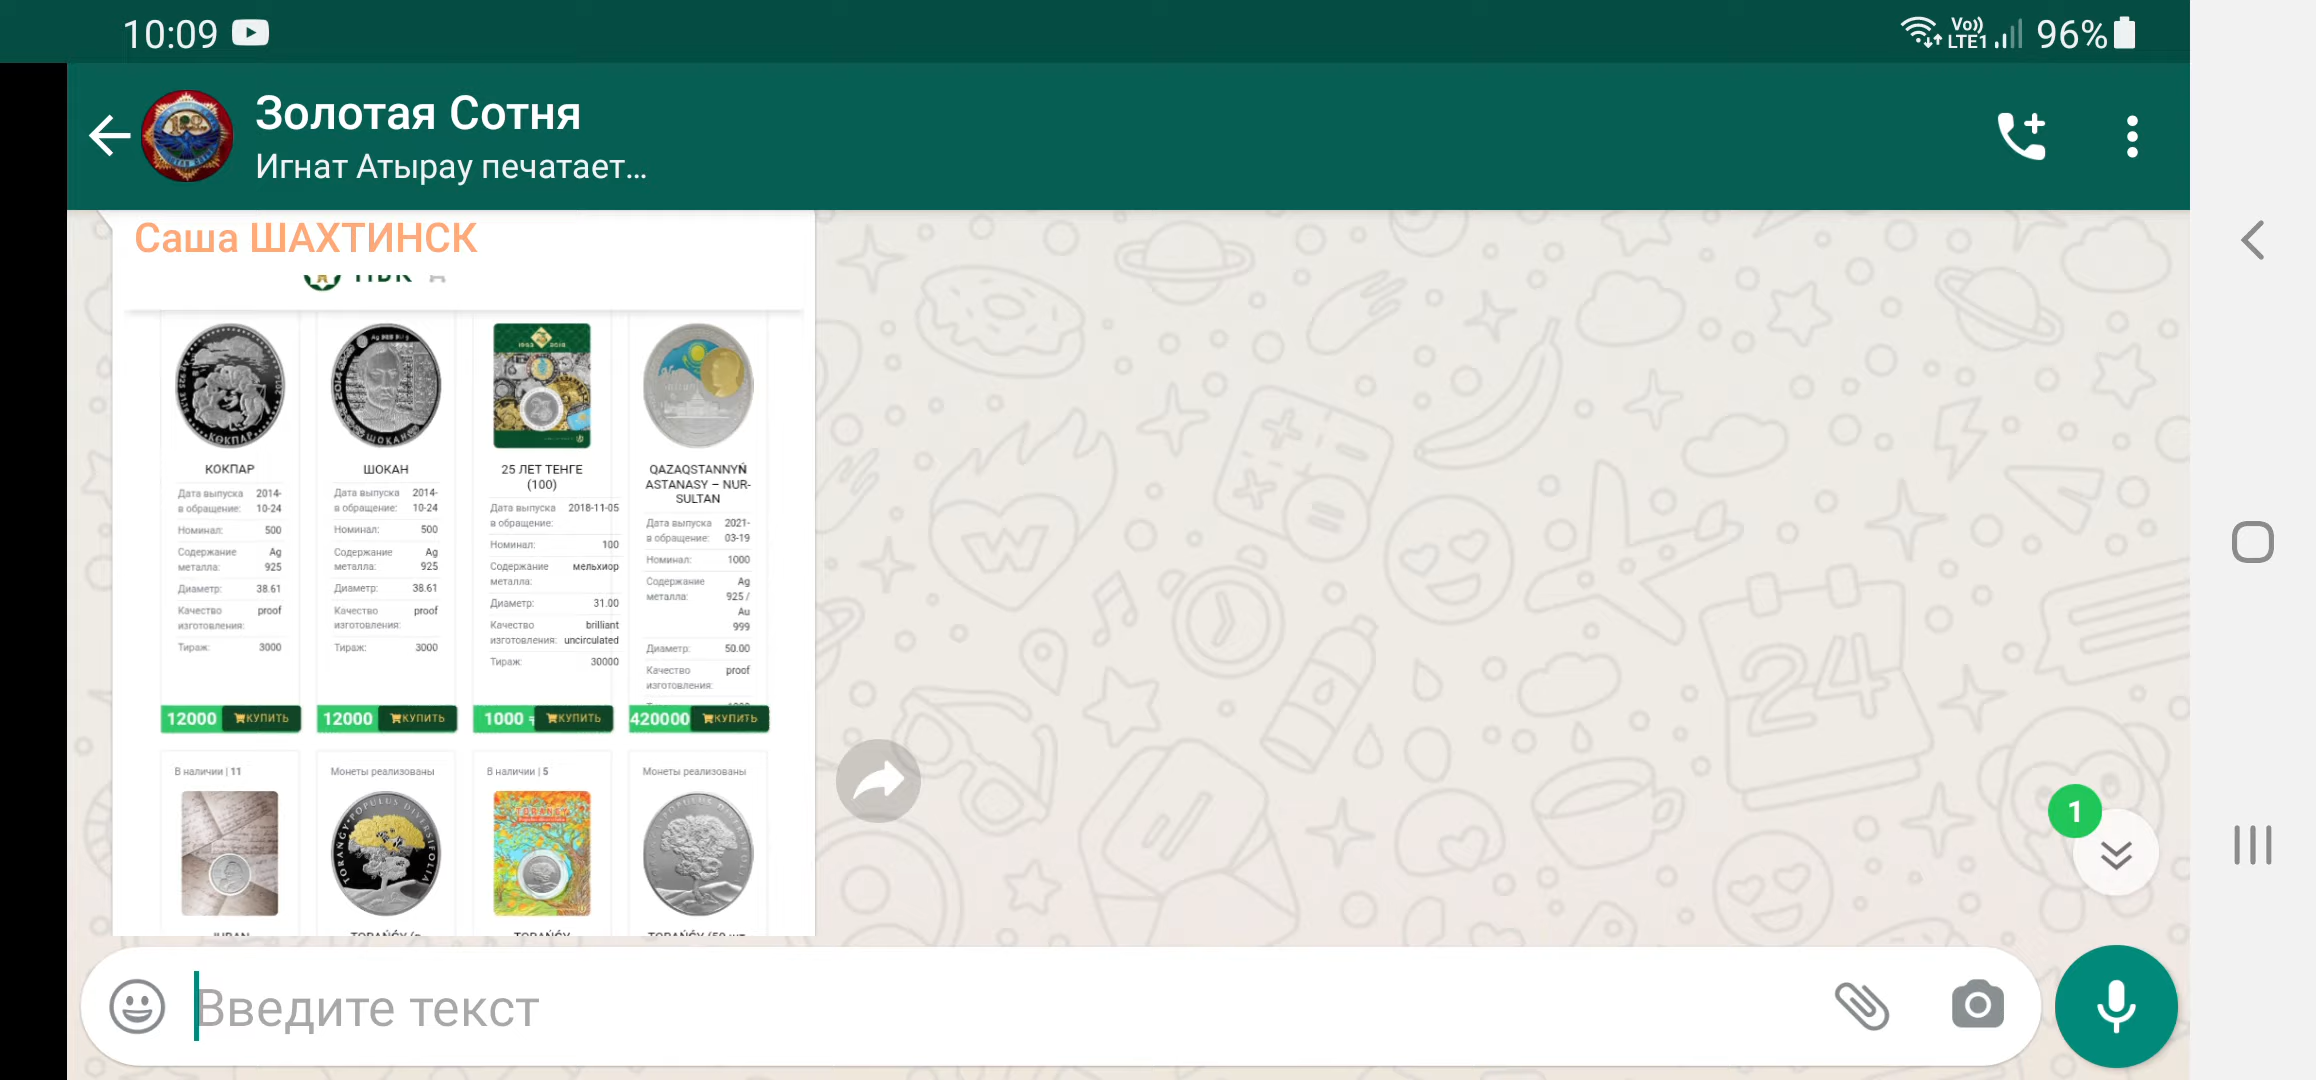 10:09
Vo)) LTE1 96%
Золотая Сотня
Игнат Атырау печатает...
Саша ШАХТИНСК
КОКПАР
Дата выпуска 2014-
в обращение: 10-24
Номинал: 500
Содержание Ag
металла: 925
Диаметр: 38.61
Качество proof
изготовления:
Тираж: 3000
12000 КУПИТЬ
ШОКАН
Дата выпуска 2014-
в обращение: 10-24
Номинал: 500
Содержание Ag
металла: 925
Диаметр: 38.61
Качество proof
изготовления:
Тираж: 3000
12000 КУПИТЬ
25 ЛЕТ ТЕНГЕ
(100)
Дата выпуска 2018-11-05
в обращение:
Номинал: 100
Содержание мельхиор
металла:
Диаметр: 31.00
Качество brilliant
изготовления: uncirculated
Тираж: 30000
1000 КУПИТЬ
QAZAQSTANNYŃ
ASTANASY – NUR-
SULTAN
Дата выпуска 2021-
в обращение: 03-19
Номинал: 1000
Содержание Ag
металла: 925 /
Au
999
Диаметр: 50.00
Качество proof
изготовления:
420000 КУПИТЬ
В наличии | 11
Монеты реализованы
TORAŃǴY•POPULUS DIVERSIFOLIA
В наличии | 5
Монеты реализованы
1
Введите текст